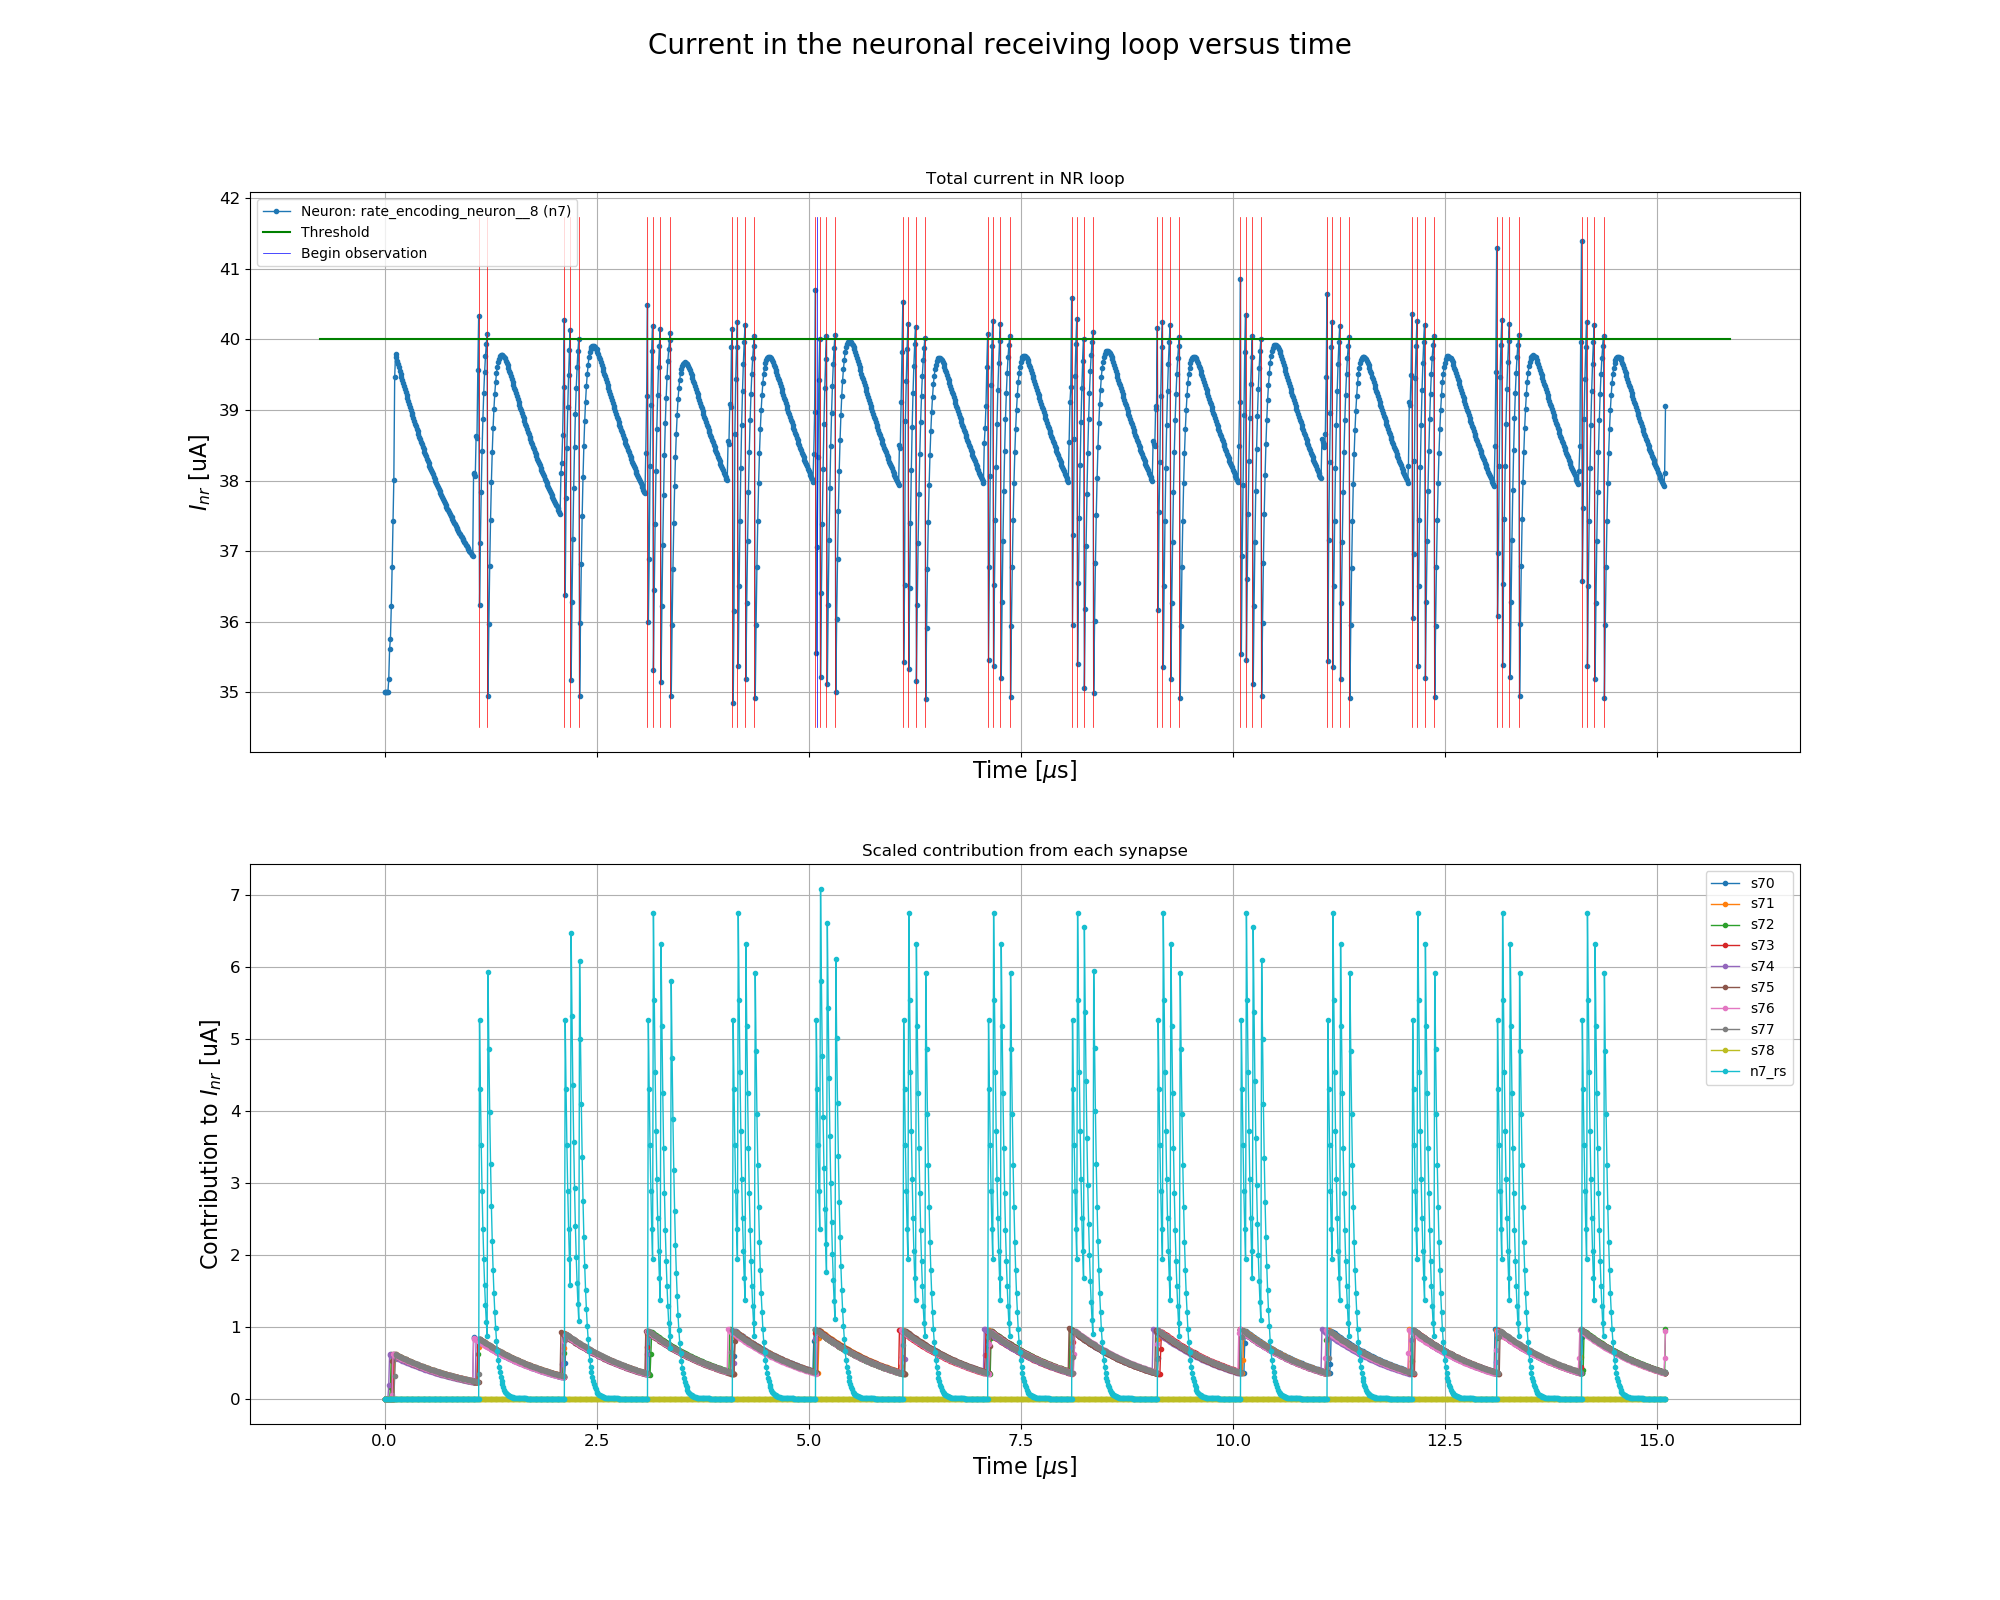 Current in the neuronal receiving loop versus time
Total current in NR loop
Neuron: rate_encoding_neuron__8 (n7)
Threshold
Begin observation
42
41
40
39
38
37
36
35
I_nr [uA]
Time [μs]
Scaled contribution from each synapse
s70
s71
s72
s73
s74
s75
s76
s77
s78
n7_rs
7
6
5
4
3
2
1
0
Contribution to I_nr [uA]
0.0 2.5 5.0 7.5 10.0 12.5 15.0
Time [μs]